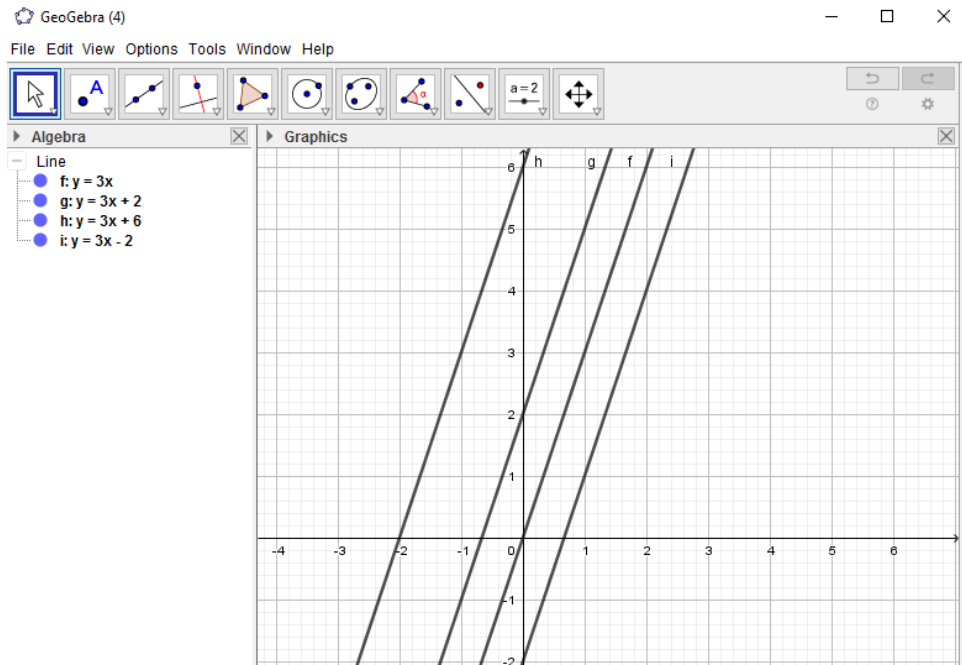 GeoGebra (4)
File Edit View Options Tools Window Help
A
α
a = 2
Algebra
Graphics
Line
f: y = 3x
g: y = 3x + 2
h: y = 3x + 6
i: y = 3x - 2
h g f i
6
5
4
3
2
1
-4 -3 -2 -1 0 1 2 3 4 5 6
-1
-2